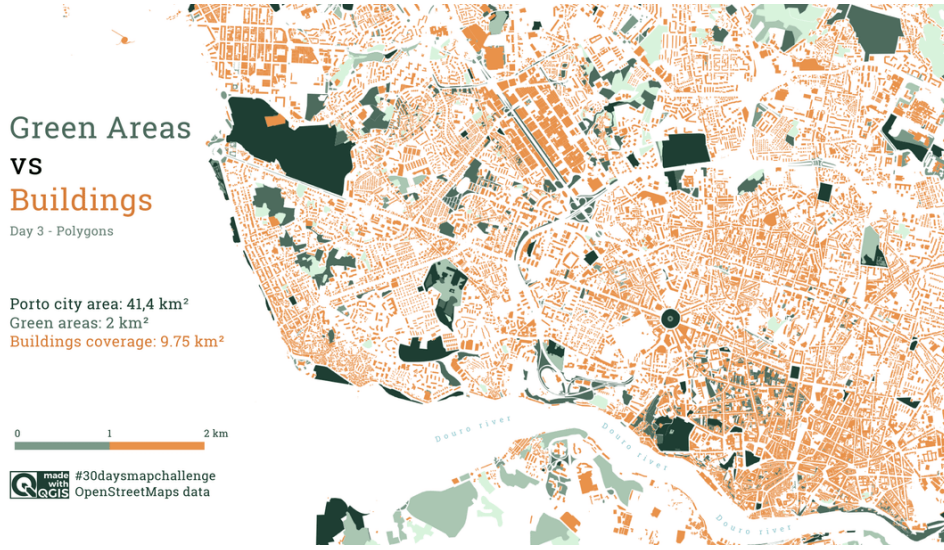 Green Areas
vs
Buildings
Day 3 - Polygons
Porto city area: 41,4 km²
Green areas: 2 km²
Buildings coverage: 9.75 km²
0 1 2 km
made
with
QGIS
#30daysmapchallenge
OpenStreetMaps data
Douro river
Douro river
Douro river